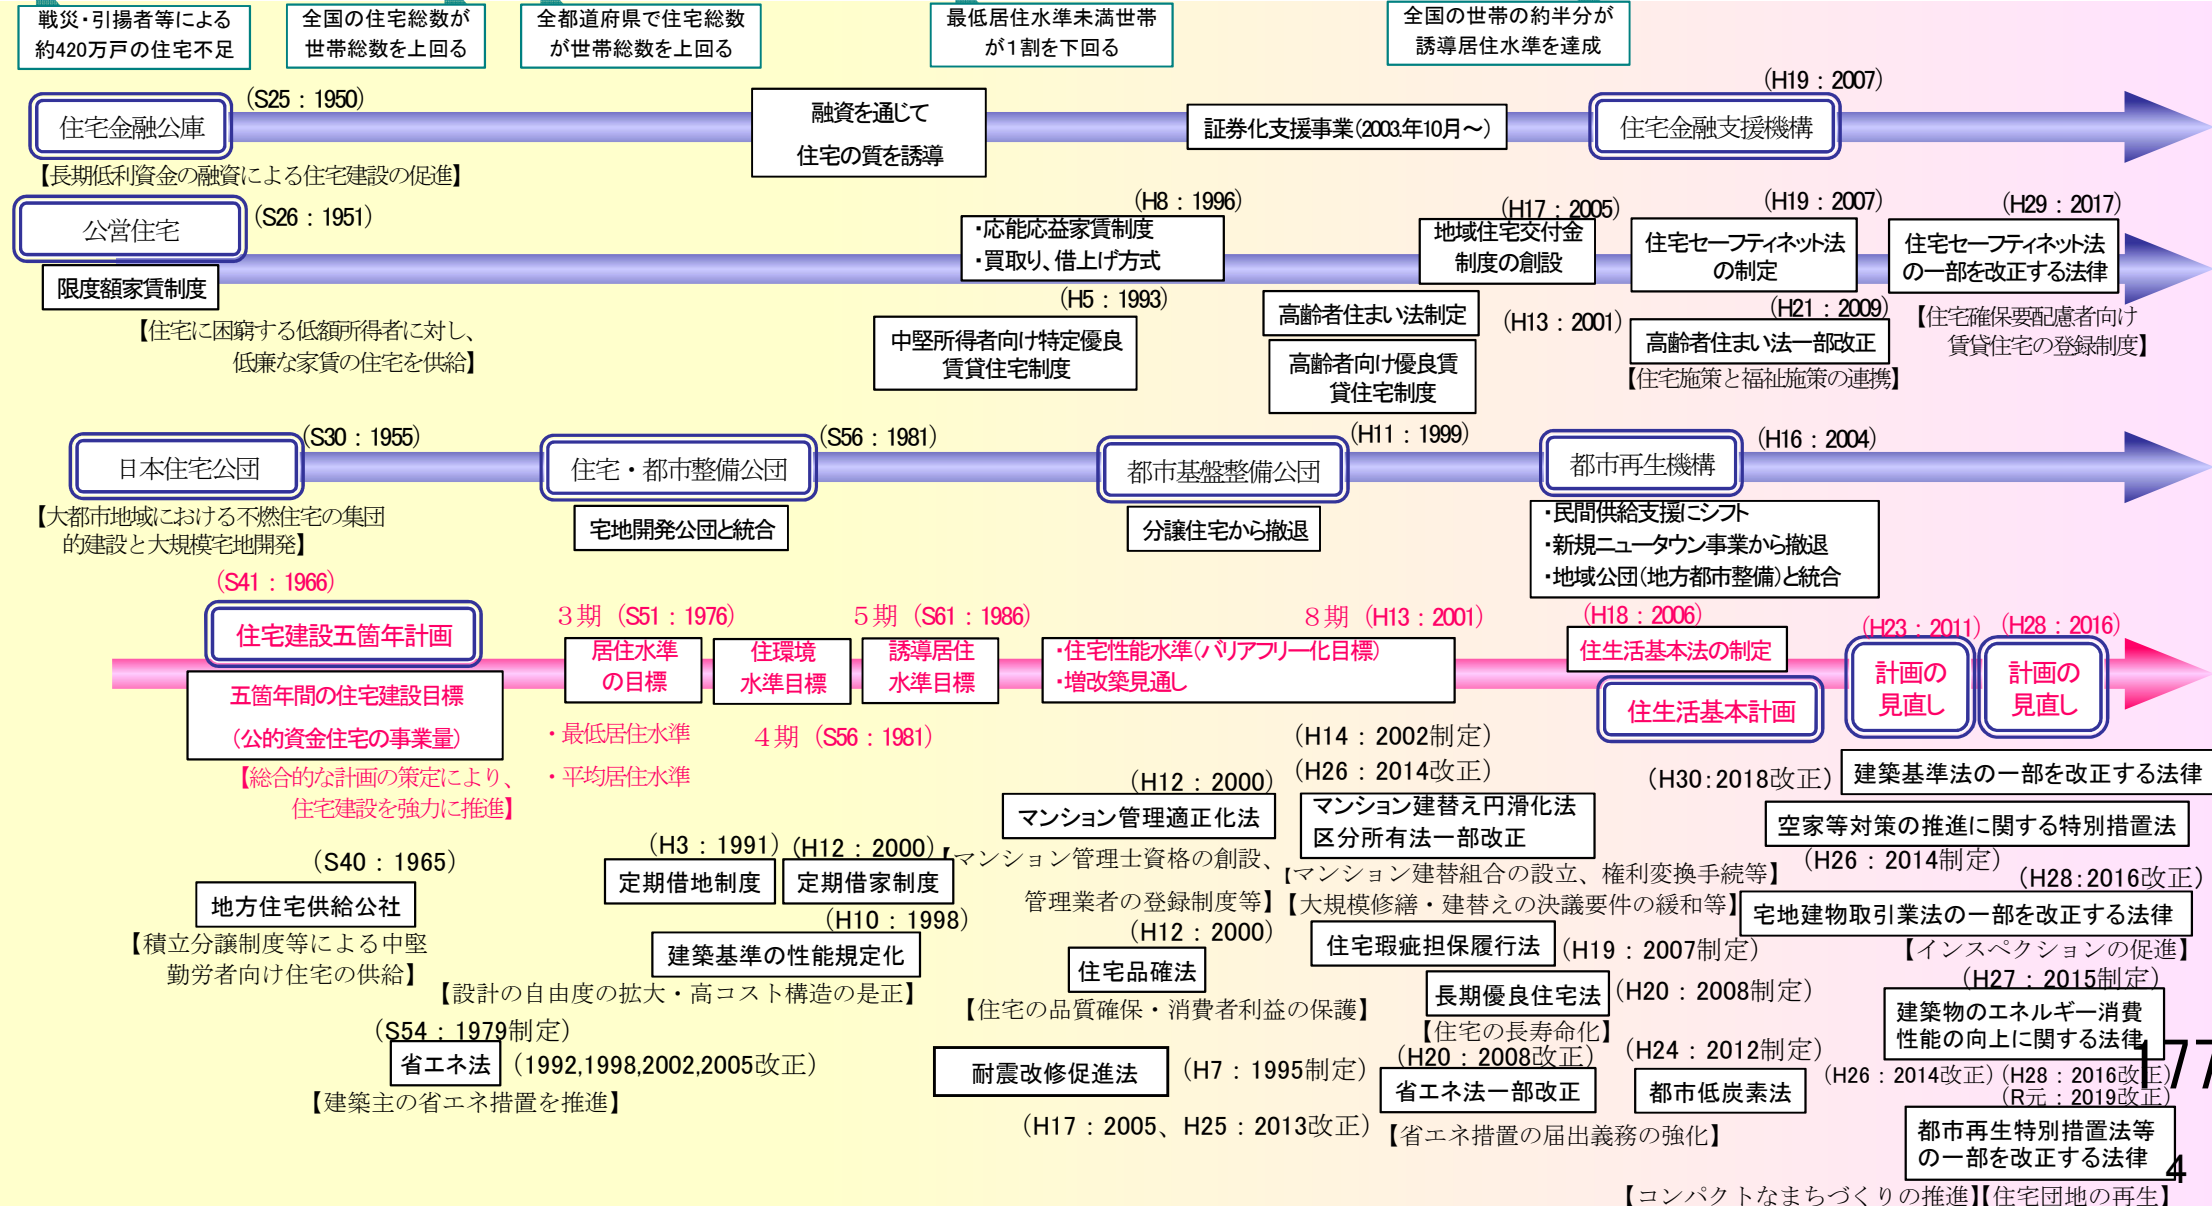 戦災・引揚者等による
約420万戸の住宅不足
全国の住宅総数が
世帯総数を上回る
全都道府県で住宅総数
が世帯総数を上回る
最低居住水準未満世帯
が1割を下回る
全国の世帯の約半分が
誘導居住水準を達成
住宅金融公庫
(S25：1950)
【長期低利資金の融資による住宅建設の促進】
融資を通じて
住宅の質を誘導
証券化支援事業(2003年10月～)
(H19：2007)
住宅金融支援機構
公営住宅
(S26：1951)
限度額家賃制度
【住宅に困窮する低額所得者に対し、
低廉な家賃の住宅を供給】
(H8：1996)
・応能応益家賃制度
・買取り、借上げ方式
(H5：1993)
中堅所得者向け特定優良
賃貸住宅制度
(H17：2005)
地域住宅交付金
制度の創設
高齢者住まい法制定
(H13：2001)
高齢者向け優良賃
貸住宅制度
(H19：2007)
住宅セーフティネット法
の制定
(H21：2009)
高齢者住まい法一部改正
【住宅施策と福祉施策の連携】
(H29：2017)
住宅セーフティネット法
の一部を改正する法律
【住宅確保要配慮者向け
賃貸住宅の登録制度】
日本住宅公団
(S30：1955)
【大都市地域における不燃住宅の集団
的建設と大規模宅地開発】
住宅・都市整備公団
(S56：1981)
宅地開発公団と統合
都市基盤整備公団
(H11：1999)
分譲住宅から撤退
都市再生機構
(H16：2004)
・民間供給支援にシフト
・新規ニュータウン事業から撤退
・地域公団(地方都市整備)と統合
(S41：1966)
住宅建設五箇年計画
五箇年間の住宅建設目標
(公的資金住宅の事業量)
【総合的な計画の策定により、
住宅建設を強力に推進】
３期 (S51：1976)
居住水準
の目標
・最低居住水準
・平均居住水準
住環境
水準目標
４期 (S56：1981)
５期 (S61：1986)
誘導居住
水準目標
８期 (H13：2001)
・住宅性能水準(バリアフリー化目標)
・増改築見通し
(H18：2006)
住生活基本法の制定
住生活基本計画
(H23：2011)
計画の
見直し
(H28：2016)
計画の
見直し
(S40：1965)
地方住宅供給公社
【積立分譲制度等による中堅
勤労者向け住宅の供給】
(H3：1991)
定期借地制度
(H12：2000)
定期借家制度
(H10：1998)
建築基準の性能規定化
【設計の自由度の拡大・高コスト構造の是正】
(S54：1979制定)
省エネ法
(1992,1998,2002,2005改正)
【建築主の省エネ措置を推進】
(H12：2000)
マンション管理適正化法
【マンション管理士資格の創設、
管理業者の登録制度等】
(H14：2002制定)
(H26：2014改正)
マンション建替え円滑化法
区分所有法一部改正
【マンション建替組合の設立、権利変換手続等】
【大規模修繕・建替えの決議要件の緩和等】
(H12：2000)
住宅品確法
【住宅の品質確保・消費者利益の保護】
住宅瑕疵担保履行法
(H19：2007制定)
長期優良住宅法
(H20：2008制定)
【住宅の長寿命化】
耐震改修促進法
(H7：1995制定)
(H17：2005、H25：2013改正)
(H20：2008改正)
省エネ法一部改正
【省エネ措置の届出義務の強化】
(H24：2012制定)
都市低炭素法
(H30：2018改正)
建築基準法の一部を改正する法律
空家等対策の推進に関する特別措置法
(H26：2014制定)
(H28：2016改正)
宅地建物取引業法の一部を改正する法律
【インスペクションの促進】
(H27：2015制定)
建築物のエネルギー消費
性能の向上に関する法律
177
(H26：2014改正)(H28：2016改正)
(R元：2019改正)
都市再生特別措置法等
の一部を改正する法律
4
【コンパクトなまちづくりの推進】【住宅団地の再生】